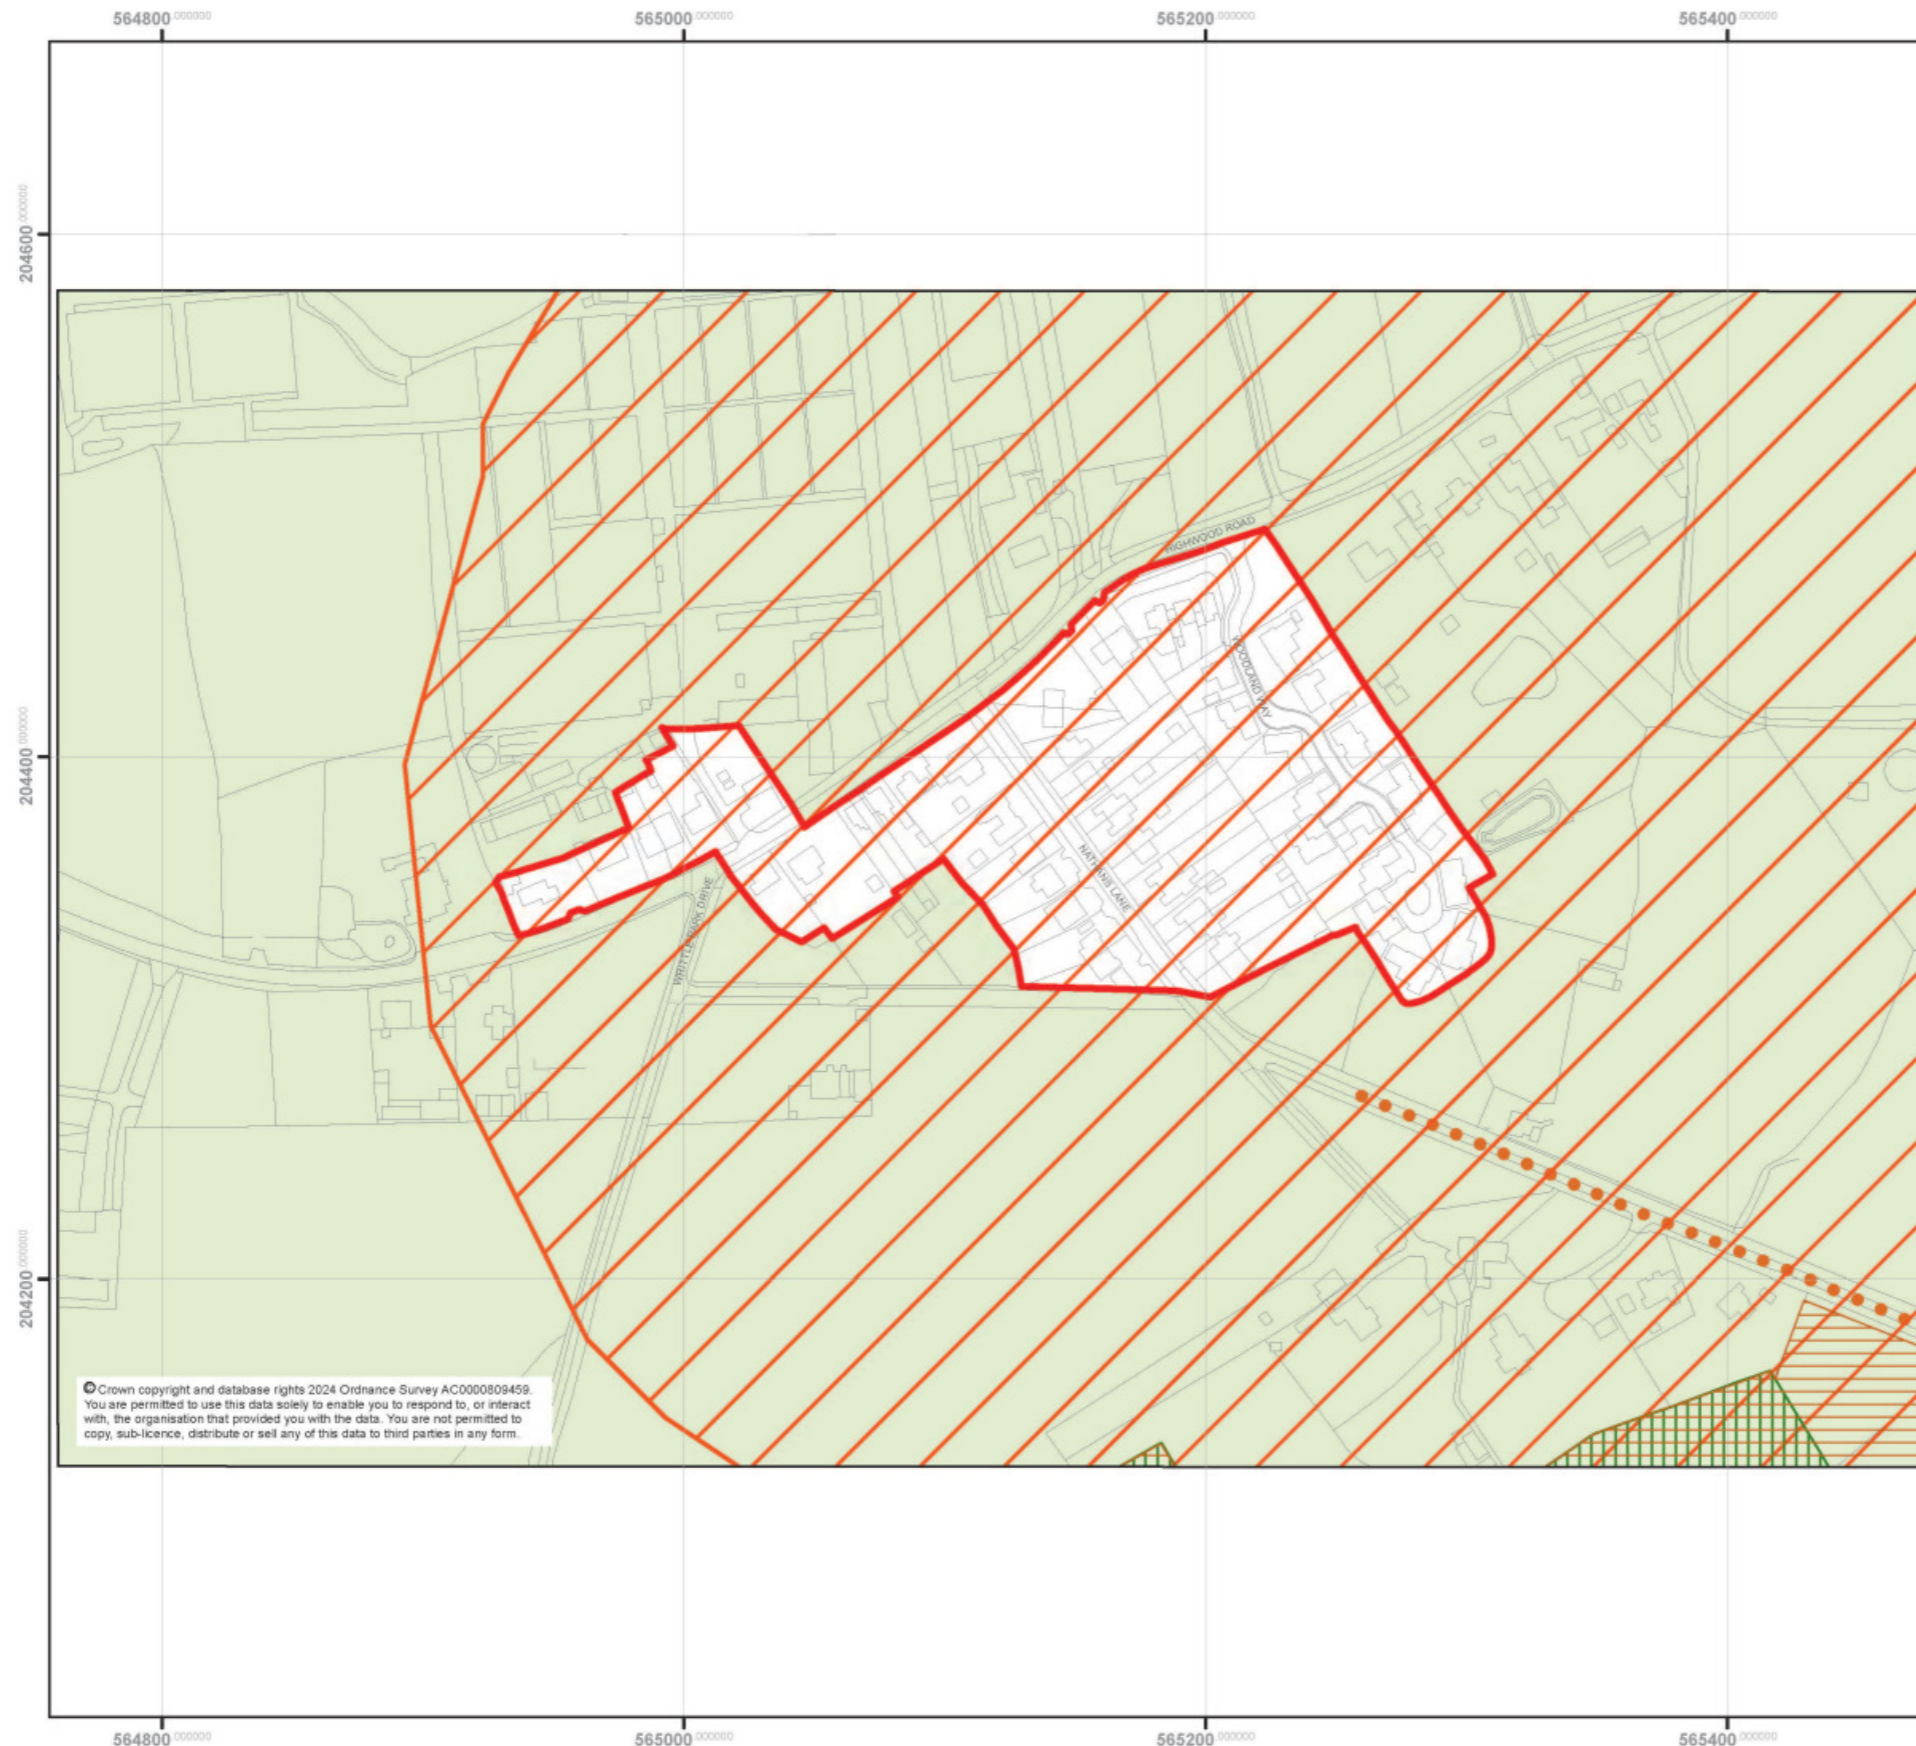 564800.000000
565000.000000
565200.000000
565400.000000
204600.000000
HIGHWOOD ROAD
WOODLAND WAY
204400.000000
NATHANS LANE
WRITTLE PARK DRIVE
204200.000000
© Crown copyright and database rights 2024 Ordnance Survey AC0000809459.
You are permitted to use this data solely to enable you to respond to, or interact
with, the organisation that provided you with the data. You are not permitted to
copy, sub-licence, distribute or sell any of this data to third parties in any form.
564800.000000
565000.000000
565200.000000
565400.000000